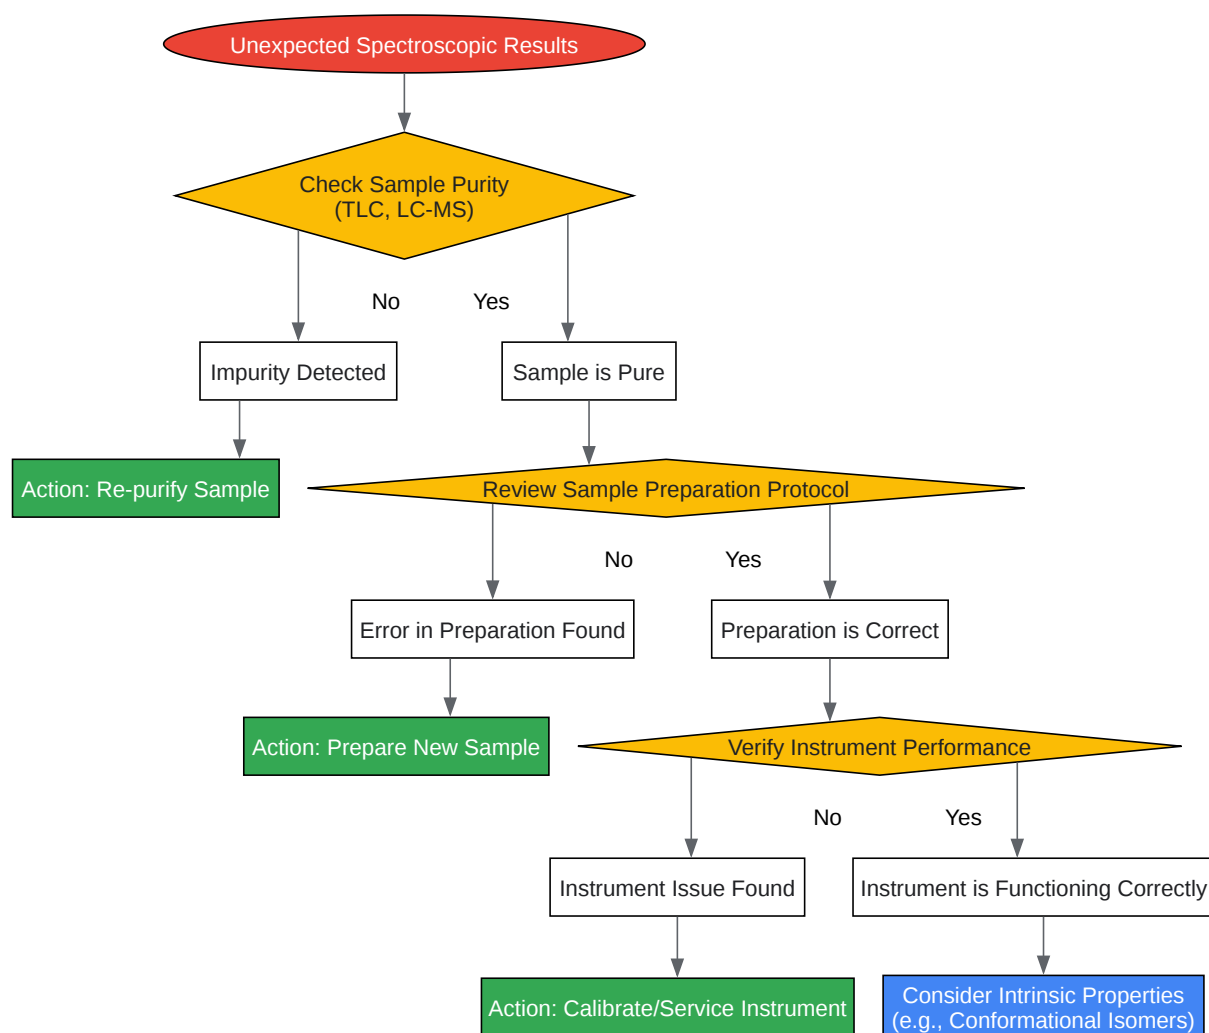 Unexpected Spectroscopic Results
Check Sample Purity
(TLC, LC-MS)
No
Yes
Impurity Detected
Sample is Pure
Action: Re-purify Sample
Review Sample Preparation Protocol
No
Yes
Error in Preparation Found
Preparation is Correct
Action: Prepare New Sample
Verify Instrument Performance
No
Yes
Instrument Issue Found
Instrument is Functioning Correctly
Action: Calibrate/Service Instrument
Consider Intrinsic Properties
(e.g., Conformational Isomers)